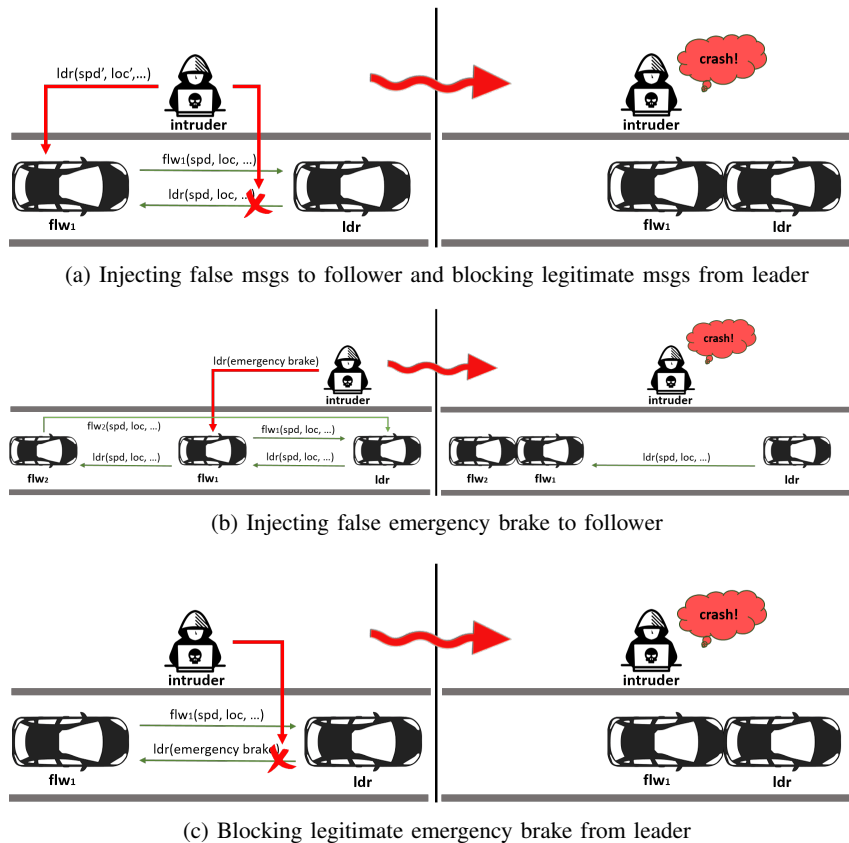 ldr(spd’, loc’,...)
intruder
flw₁(spd, loc, ...)
ldr(spd, loc, ...)
flw₁
ldr
crash!
intruder
flw₁
ldr
(a) Injecting false msgs to follower and blocking legitimate msgs from leader
ldr(emergency brake)
intruder
flw₂(spd, loc, ...)
flw₁(spd, loc, ...)
ldr(spd, loc, ...)
ldr(spd, loc, ...)
flw₂
flw₁
ldr
crash!
intruder
ldr(spd, loc, ...)
flw₂
flw₁
ldr
(b) Injecting false emergency brake to follower
intruder
flw₁(spd, loc, ...)
ldr(emergency brake)
flw₁
ldr
crash!
intruder
flw₁
ldr
(c) Blocking legitimate emergency brake from leader